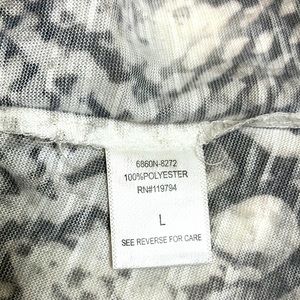 6860N-8272
100%POLYESTER
RN#119794
L
SEE REVERSE FOR CARE